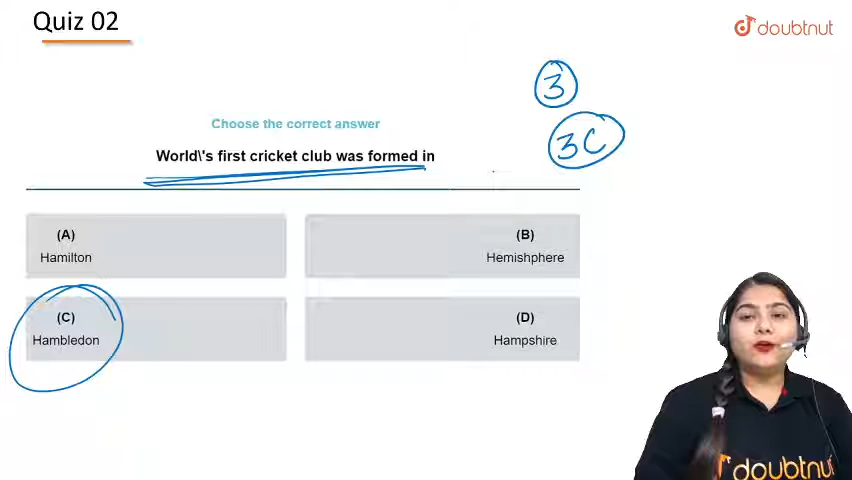 Quiz 02
doubtnut
3
3C
Choose the correct answer
World\'s first cricket club was formed in
(A)
Hamilton
(B)
Hemishphere
(C)
Hambledon
(D)
Hampshire
doubtnut